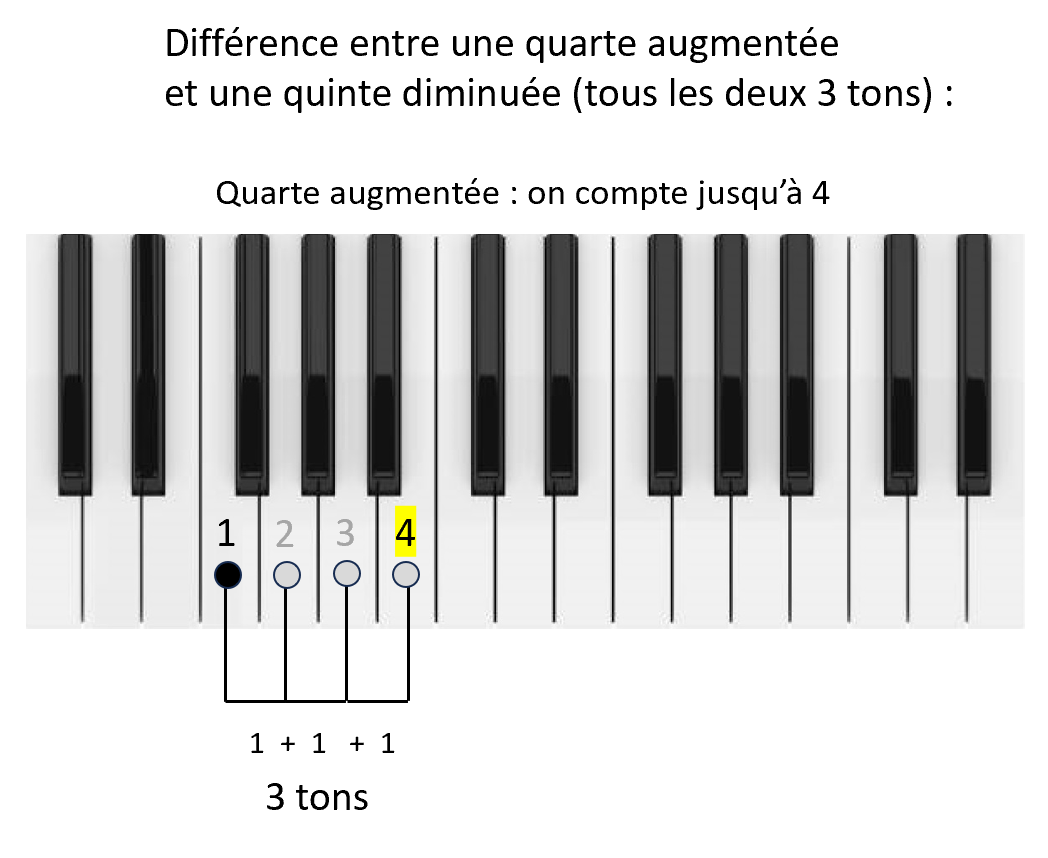 Différence entre une quarte augmentée
et une quinte diminuée (tous les deux 3 tons) :
Quarte augmentée : on compte jusqu’à 4
1 2 3 4
1 + 1 + 1
3 tons